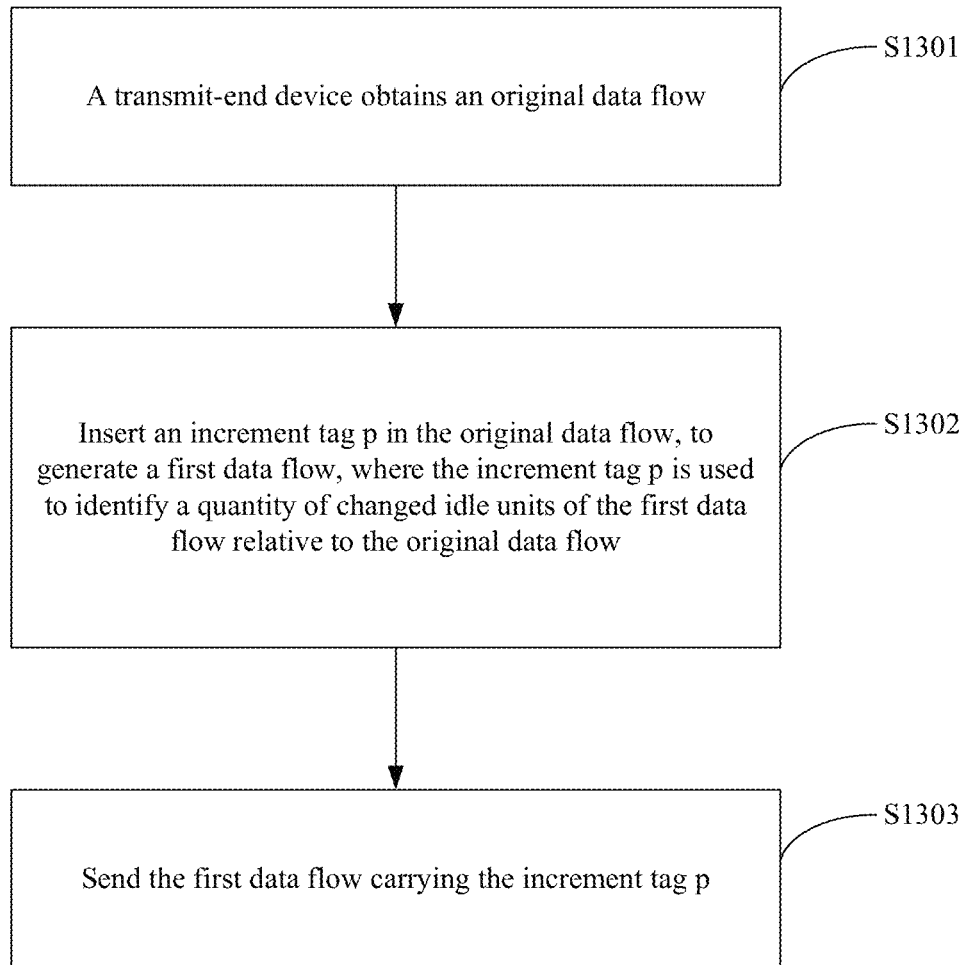 A transmit-end device obtains an original data flow
S1301
Insert an increment tag p in the original data flow, to
generate a first data flow, where the increment tag p is used
to identify a quantity of changed idle units of the first data
flow relative to the original data flow
S1302
Send the first data flow carrying the increment tag p
S1303